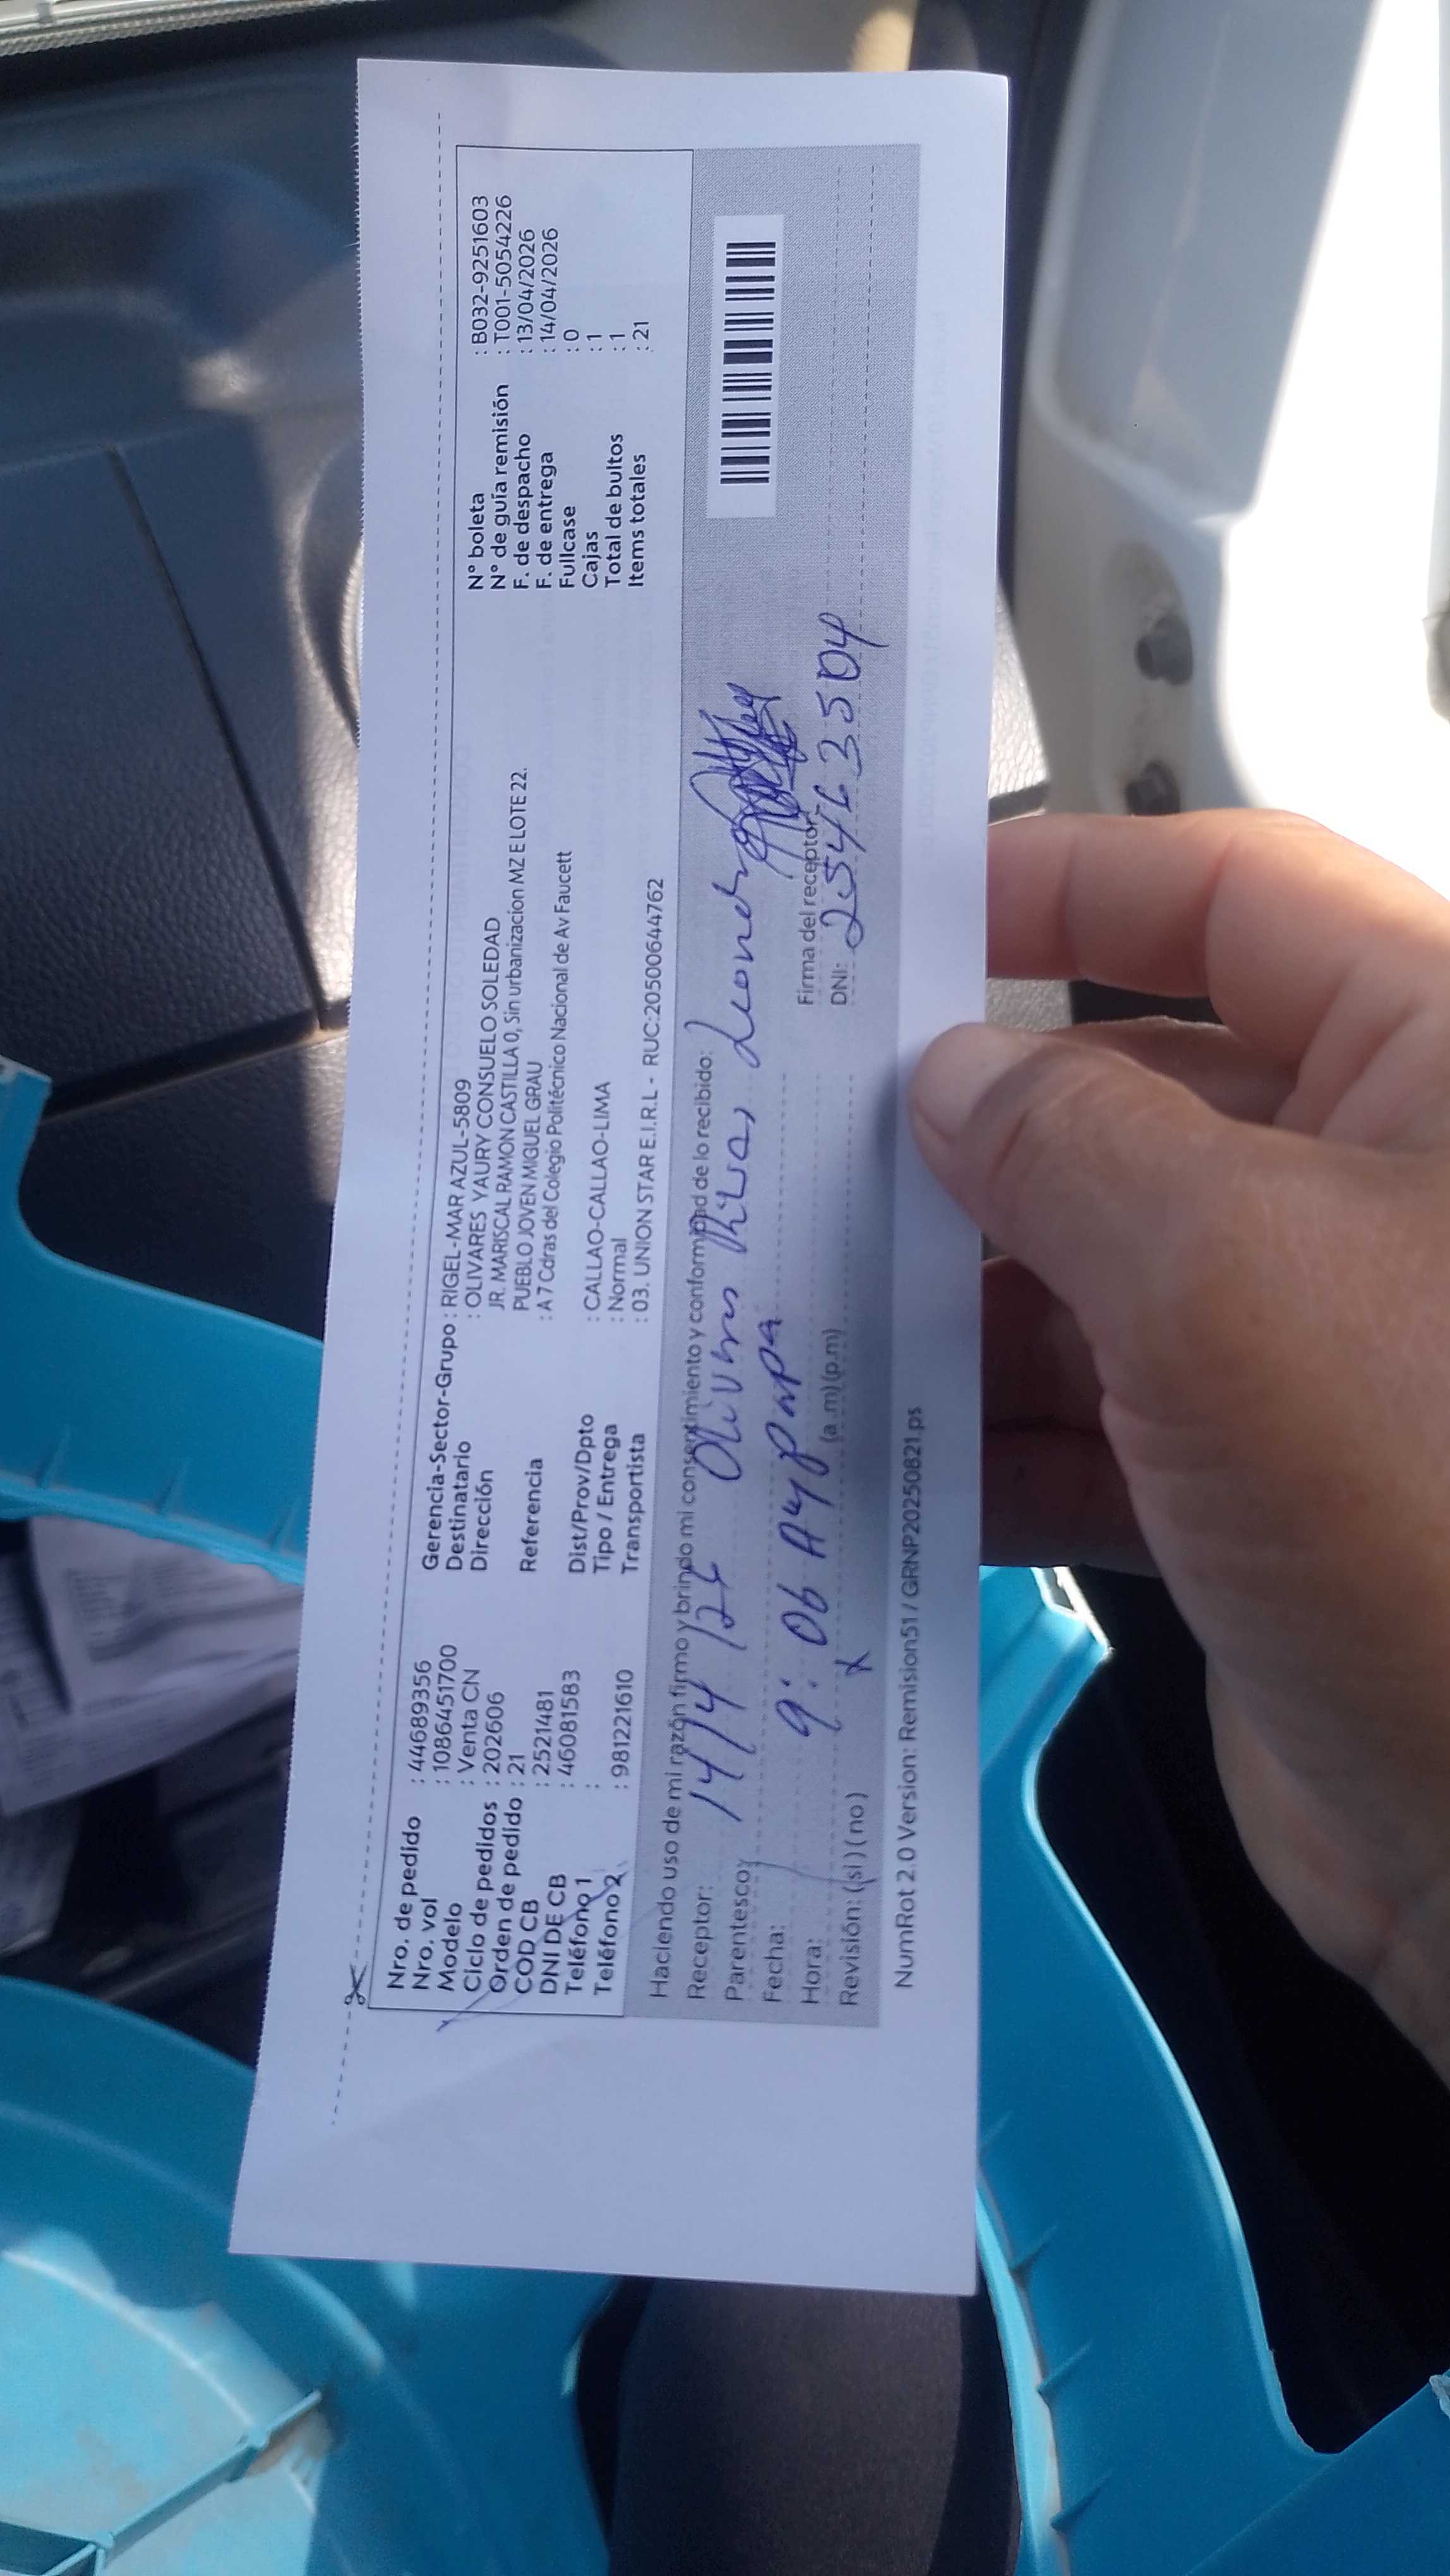 Nro. de pedido : 44689356
Nro. vol : 1086451700
Modelo : Venta CN
Ciclo de pedidos : 202606
Orden de pedido : 21
COD CB : 2521481
DNI DE CB : 46081583
Teléfono 1 :
Teléfono 2 : 981221610
Gerencia-Sector-Grupo : RIGEL-MAR AZUL-5809
Destinatario : OLIVARES YAURY CONSUELO SOLEDAD
Dirección JR. MARISCAL RAMON CASTILLA 0, Sin urbanizacion MZ E LOTE 22.
PUEBLO JOVEN MIGUEL GRAU
Referencia : A 7 Cdras del Colegio Politécnico Nacional de Av Faucett
Dist/Prov/Dpto : CALLAO-CALLAO-LIMA
Tipo / Entrega : Normal
Transportista : 03. UNION STAR E.I.R.L - RUC:20500644762
N° boleta : B032-9251603
N° de guía remisión : T001-5054226
F. de despacho : 13/04/2026
F. de entrega : 14/04/2026
Fullcase : 0
Cajas : 1
Total de bultos : 1
Items totales : 21
Haciendo uso de mi razón firmo y brindo mi consentimiento y conformidad de lo recibido:
Receptor:
Parentesco: 14/4/26
Fecha:
Hora: 9:06 papa
Revisión: (si) (no) x (a.m) (p.m)
Firma del receptor
DNI: 25463504
NumRot 2.0 Version: Remision51 / GRNP20250821.ps